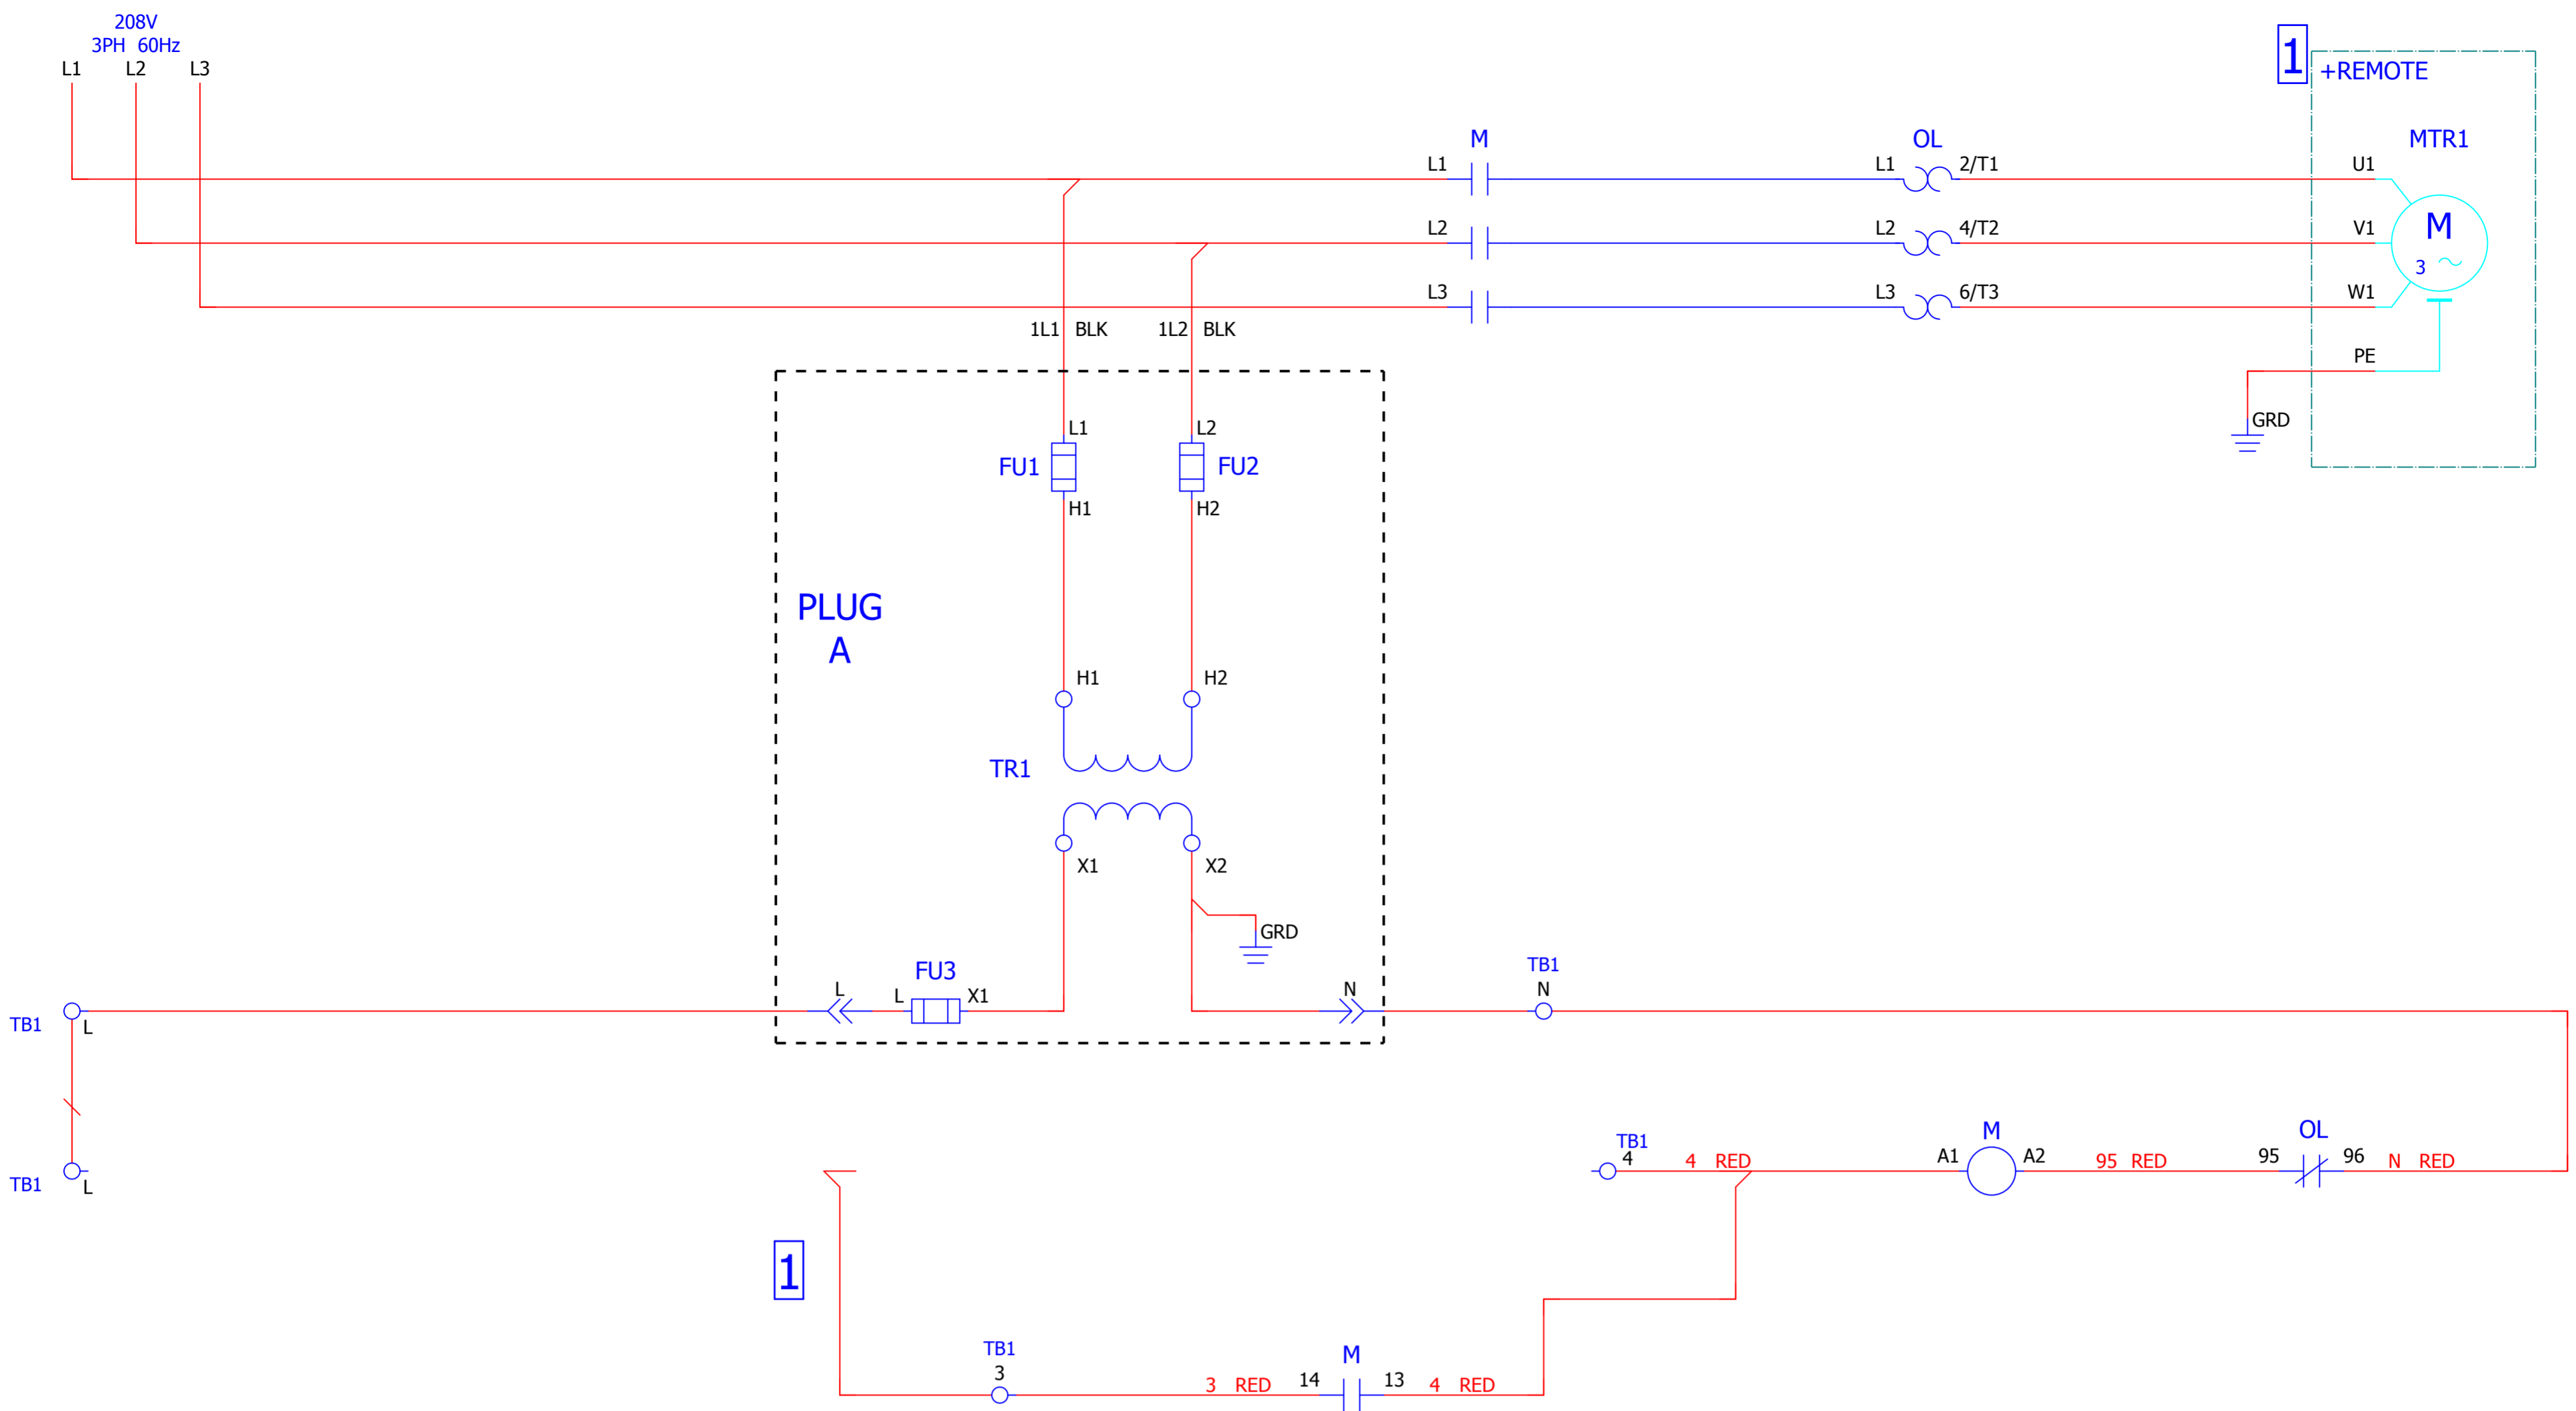 208V
3PH 60Hz
L1 L2 L3
1
+REMOTE
M OL MTR1
L1 L1 2/T1 U1
L2 L2 4/T2 V1
M
3
L3 L3 6/T3 W1
1L1 BLK 1L2 BLK
PE
GRD
L1 L2
FU1 FU2
H1 H2
PLUG
A
H1 H2
TR1
X1 X2
GRD
FU3
TB1
L L X1 N N
TB1 L
TB1
4
4 RED
M
A1 A2
95 RED
OL
95 96
N RED
TB1 L
1
TB1
3
3 RED
M
14 13
4 RED